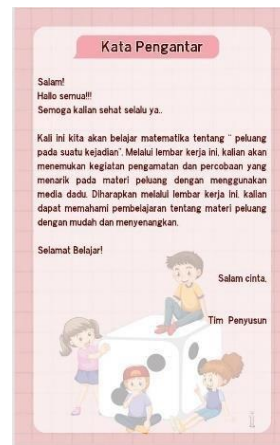 Kata Pengantar
Salam!
Hallo semua!!!
Semoga kalian sehat selalu ya..
Kali ini kita akan belajar matematika tentang " peluang
pada suatu kejadian". Melalui lembar kerja ini, kalian akan
menemukan kegiatan pengamatan dan percobaan yang
menarik pada materi peluang dengan menggunakan
media dadu. Diharapkan melalui lembar kerja ini, kalian
dapat memahami pembelajaran tentang materi peluang
dengan mudah dan menyenangkan.
Selamat Belajar!
Salam cinta,
Tim Penyusun